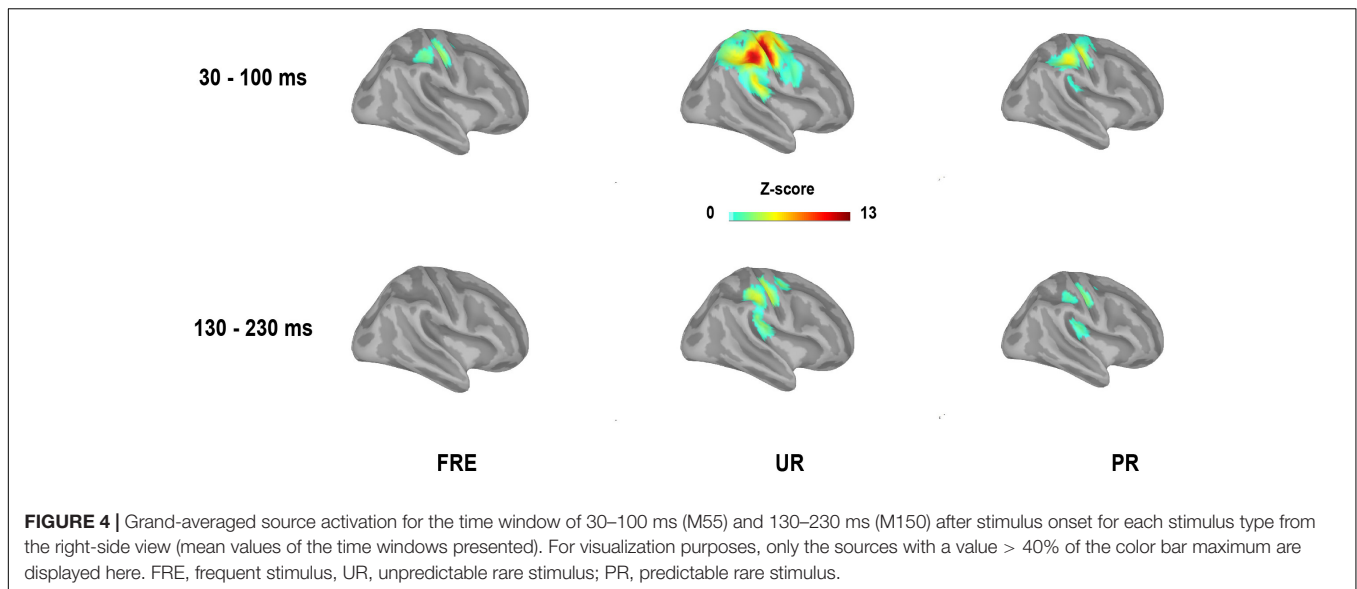 30 - 100 ms
Z-score
0 13
130 - 230 ms
FRE UR PR
FIGURE 4 | Grand-averaged source activation for the time window of 30–100 ms (M55) and 130–230 ms (M150) after stimulus onset for each stimulus type from
the right-side view (mean values of the time windows presented). For visualization purposes, only the sources with a value > 40% of the color bar maximum are
displayed here. FRE, frequent stimulus, UR, unpredictable rare stimulus; PR, predictable rare stimulus.